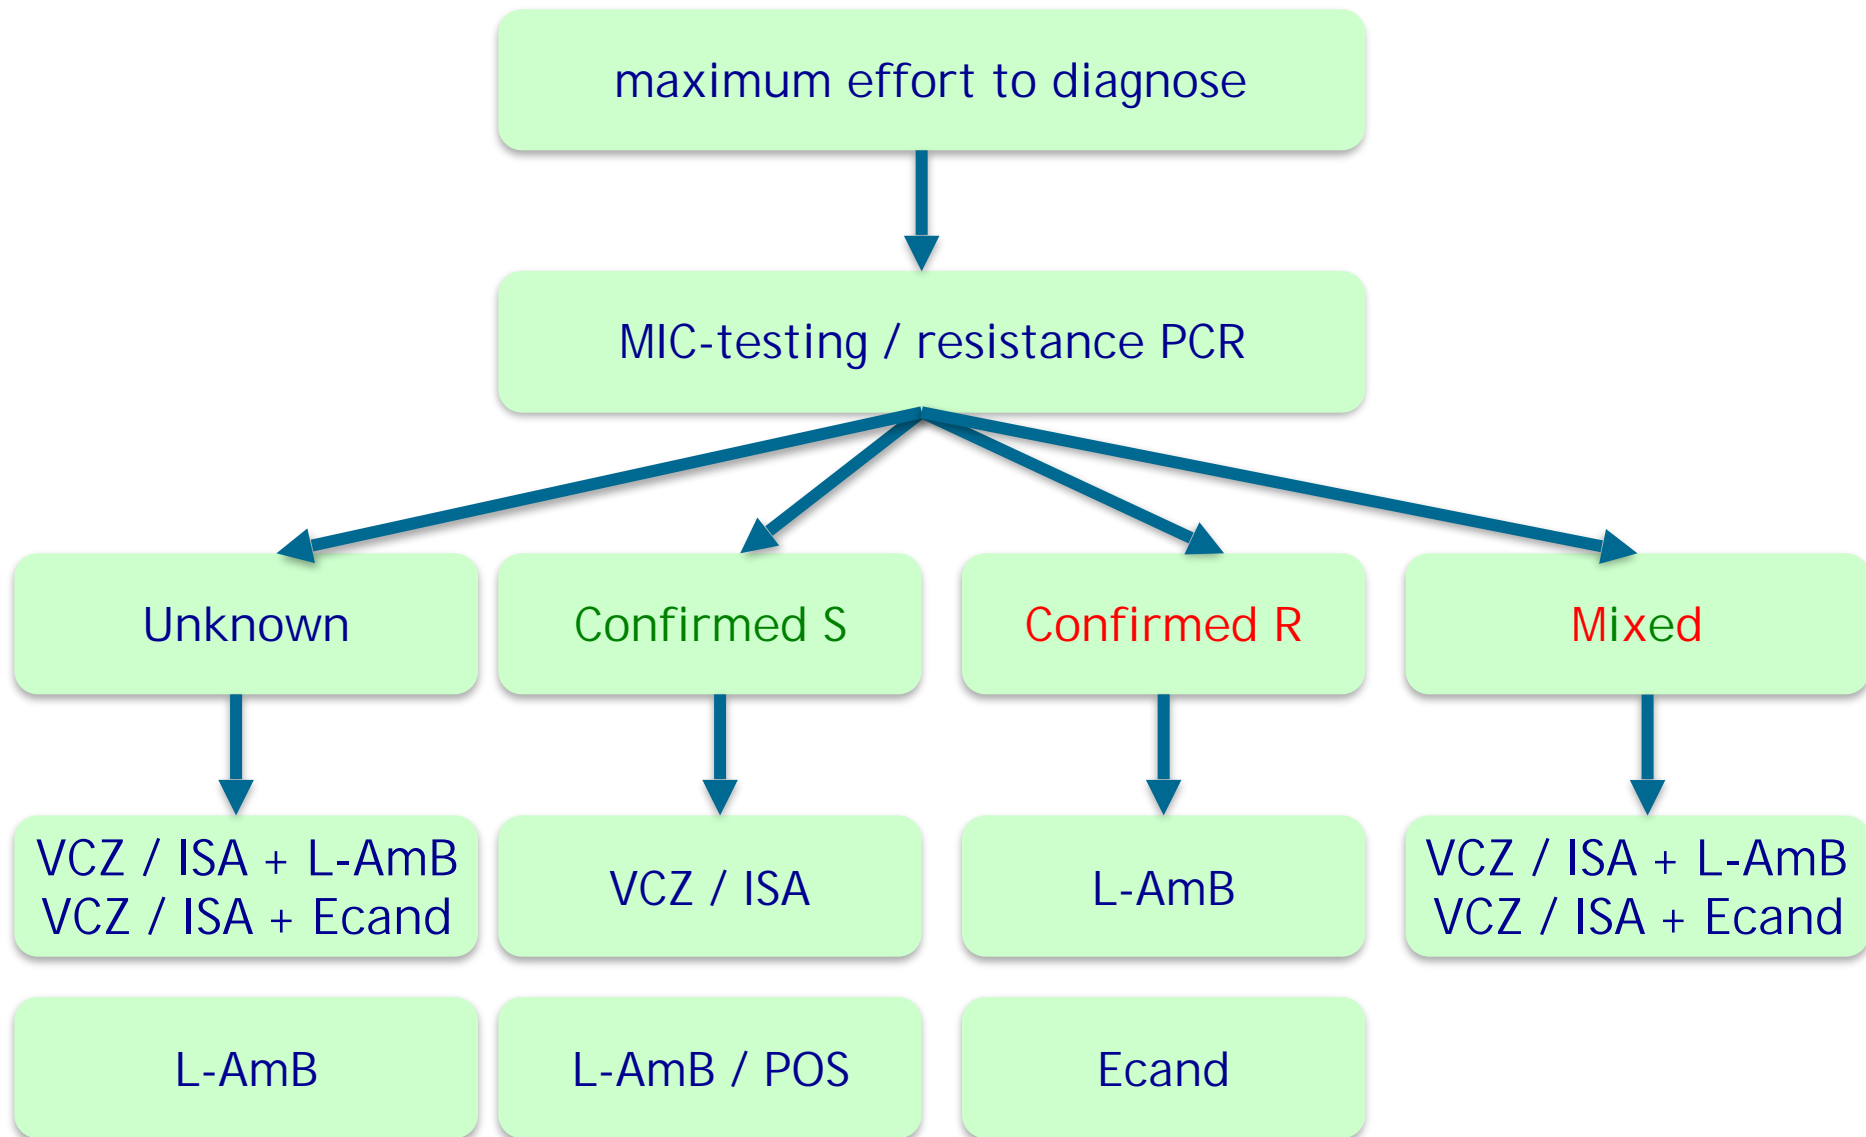 maximum effort to diagnose
MIC-testing / resistance PCR
Unknown
Confirmed S
Confirmed R
Mixed
VCZ / ISA + L-AmB
VCZ / ISA + Ecand
VCZ / ISA
L-AmB
VCZ / ISA + L-AmB
VCZ / ISA + Ecand
L-AmB
L-AmB / POS
Ecand